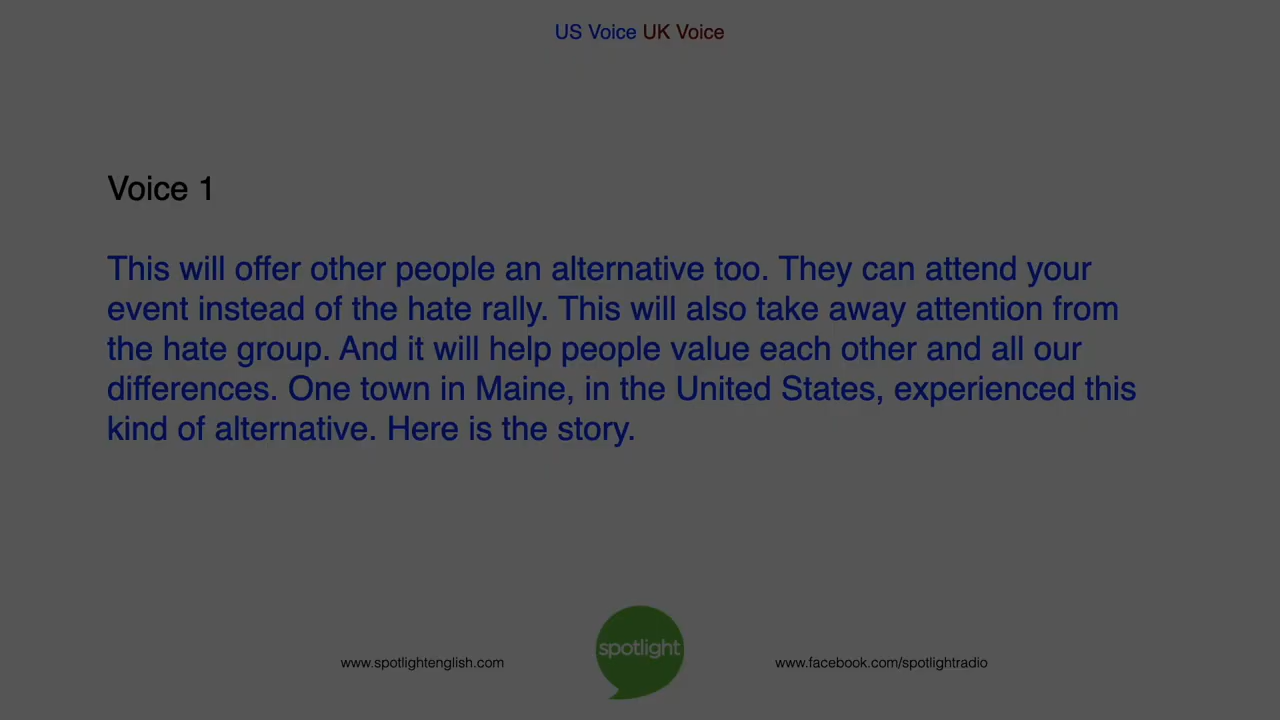 US Voice UK Voice
Voice 1
This will offer other people an alternative too. They can attend your
event instead of the hate rally. This will also take away attention from
the hate group. And it will help people value each other and all our
differences. One town in Maine, in the United States, experienced this
kind of alternative. Here is the story.
spotlight
www.spotlightenglish.com
www.facebook.com/spotlightradio